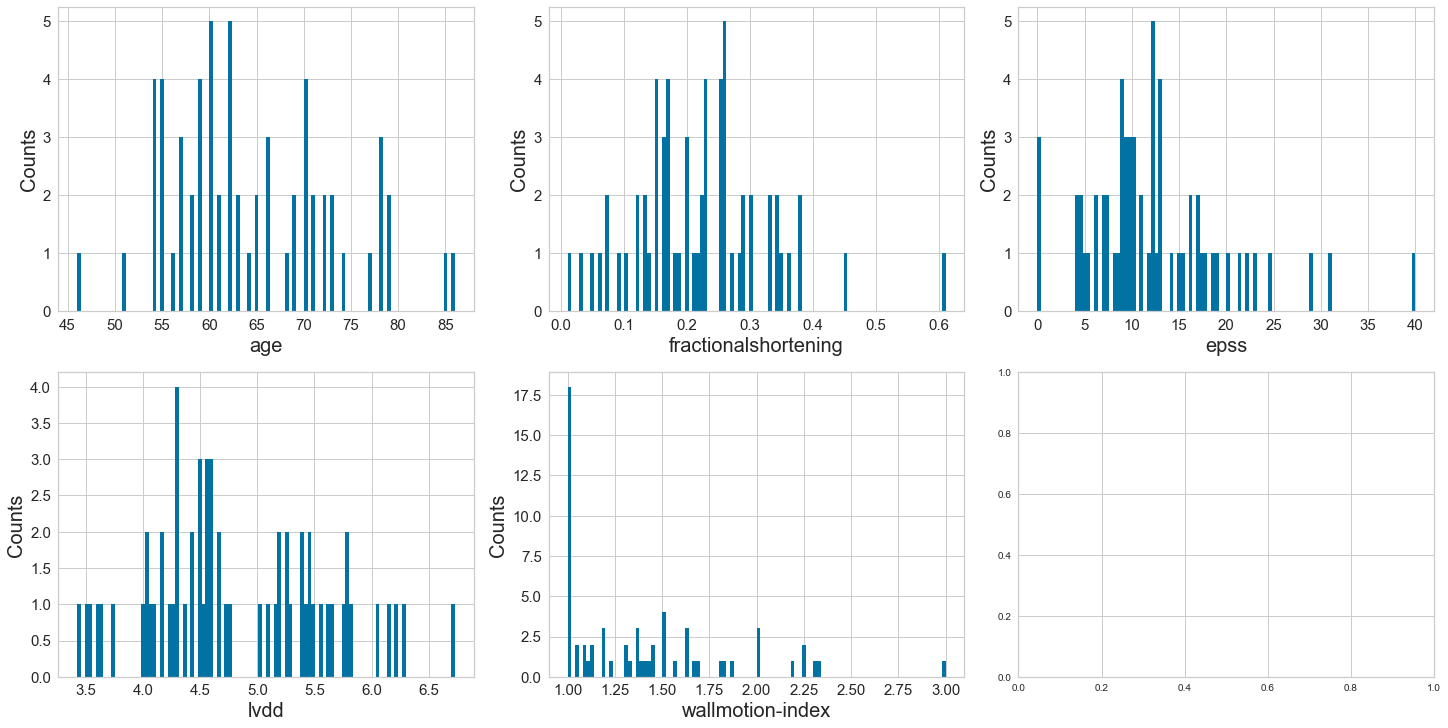 5
4
3
2
1
0
Counts
45 50 55 60 65 70 75 80 85
age
5
4
3
2
1
0
Counts
0.0 0.1 0.2 0.3 0.4 0.5 0.6
fractionalshortening
5
4
3
2
1
0
Counts
0 5 10 15 20 25 30 35 40
epss
4.0
3.5
3.0
2.5
2.0
1.5
1.0
0.5
0.0
Counts
3.5 4.0 4.5 5.0 5.5 6.0 6.5
lvdd
17.5
15.0
12.5
10.0
7.5
5.0
2.5
0.0
Counts
1.00 1.25 1.50 1.75 2.00 2.25 2.50 2.75 3.00
wallmotion-index
1.0
0.8
0.6
0.4
0.2
0.0
0.0 0.2 0.4 0.6 0.8 1.0